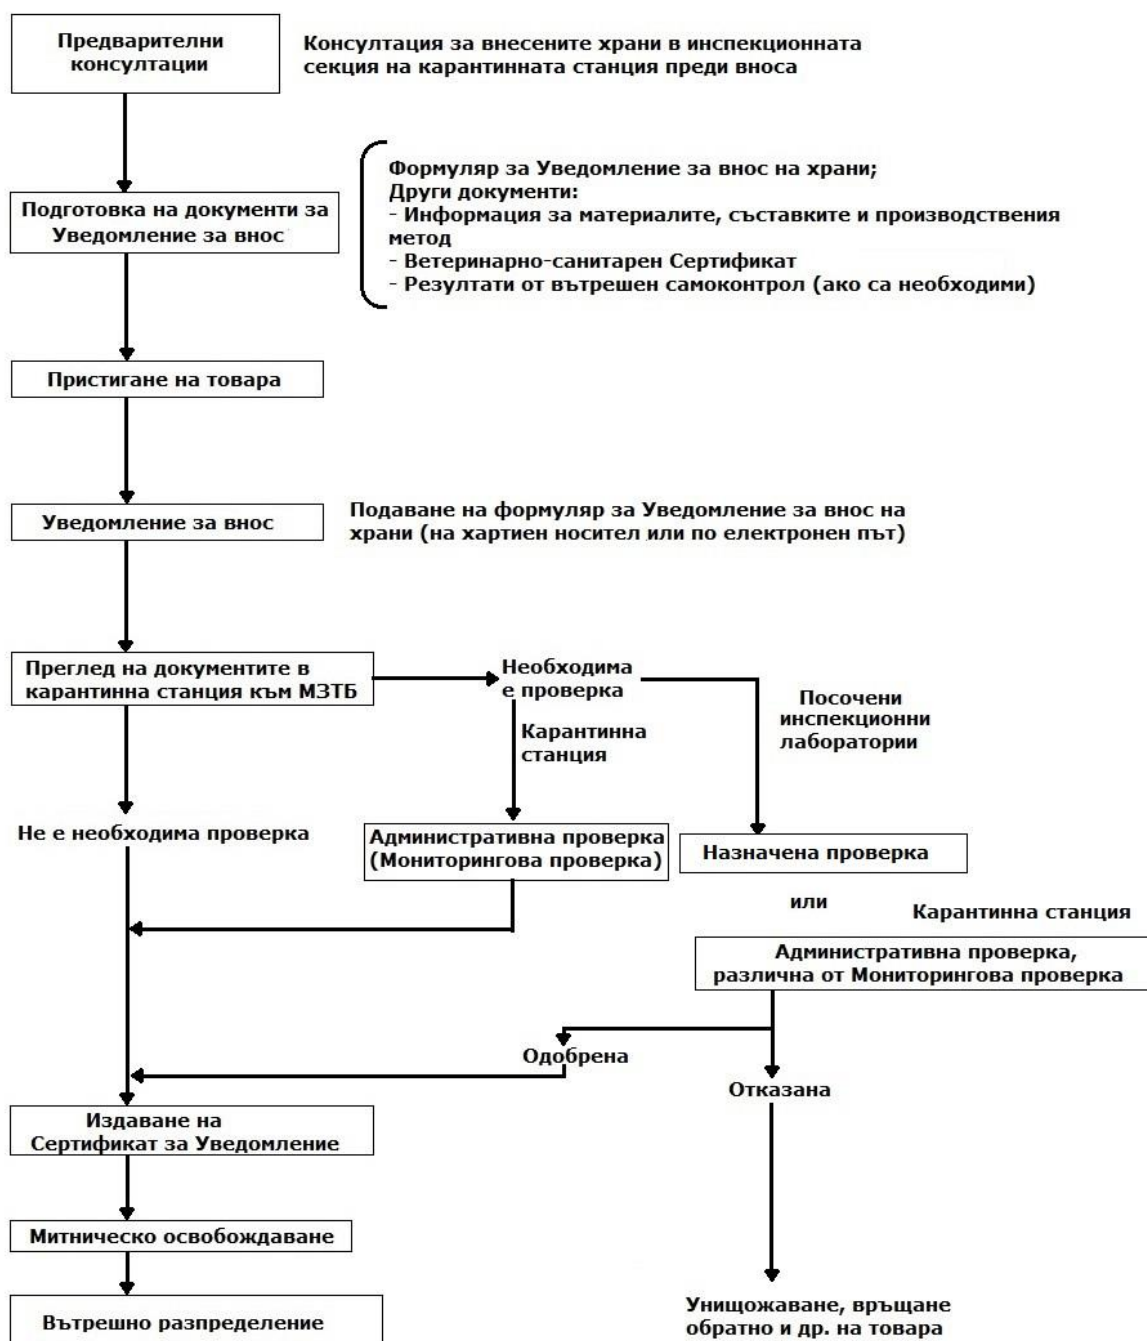 Предварителни
консултации
Консултация за внесените храни в инспекционната
секция на карантинната станция преди вноса
Формуляр за Уведомление за внос на храни;
Други документи:
- Информация за материалите, съставките и производствения
метод
- Ветеринарно-санитарен Сертификат
- Резултати от вътрешен самоконтрол (ако са необходими)
Подготовка на документи за
Уведомление за внос
Пристигане на товара
Уведомление за внос
Подаване на формуляр за Уведомление за внос на
храни (на хартиен носител или по електронен път)
Преглед на документите в
карантинна станция към МЗТБ
Необходима
е проверка
Посочени
инспекционни
лаборатории
Карантинна
станция
Не е необходима проверка
Административна проверка
(Мониторингова проверка)
Назначена проверка
или
Карантинна станция
Административна проверка,
различна от Мониторингова проверка
Одобрена
Отказана
Издаване на
Сертификат за Уведомление
Митническо освобождаване
Вътрешно разпределение
Унищожаване, връщане
обратно и др. на товара